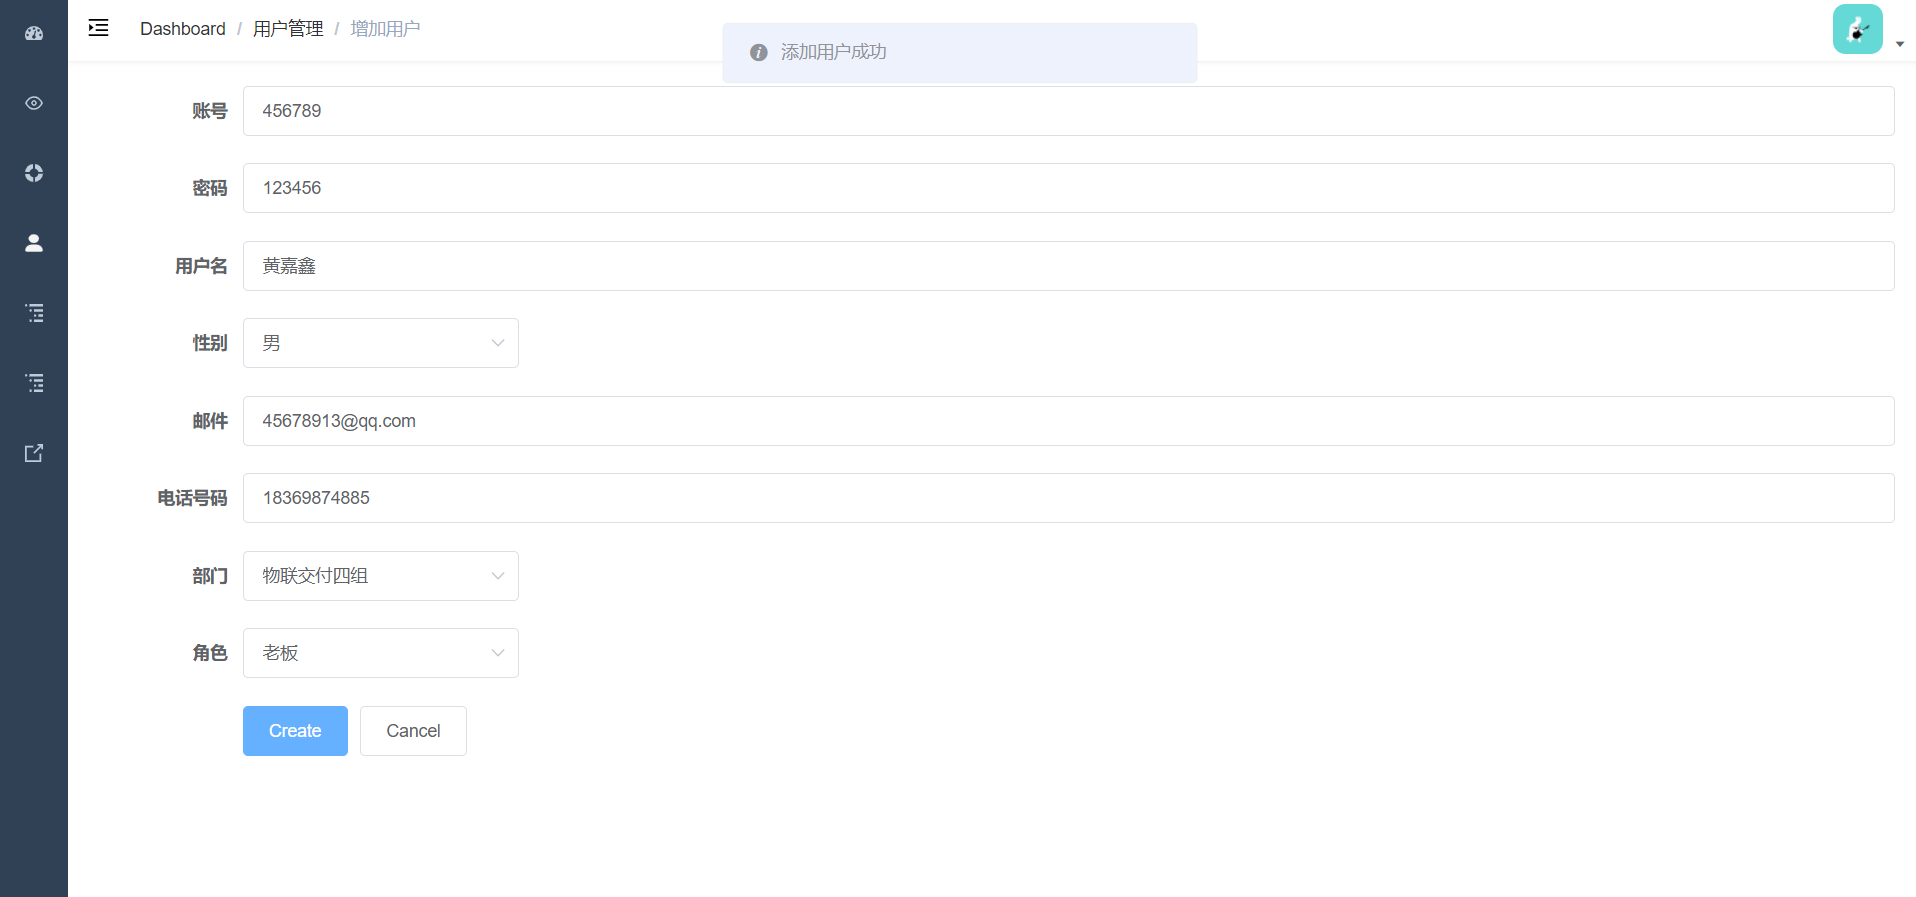 Dashboard / 用户管理 / 增加用户
添加用户成功
账号 456789
密码 123456
用户名 黄嘉鑫
性别 男
邮件 45678913@qq.com
电话号码 18369874885
部门 物联交付四组
角色 老板
Create Cancel